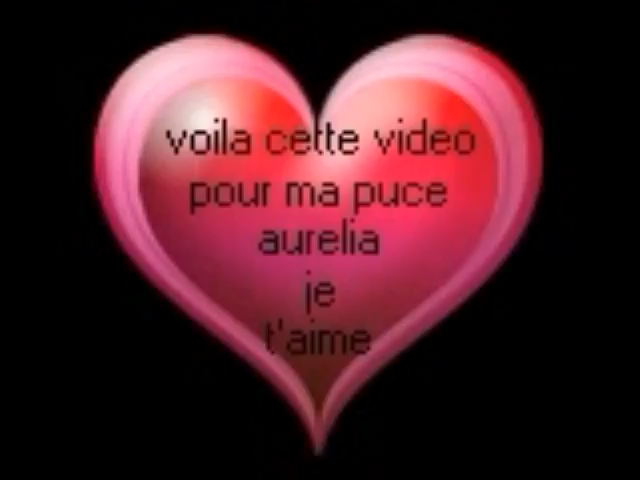 voila cette video
pour ma puce
aurelia
je
t'aime